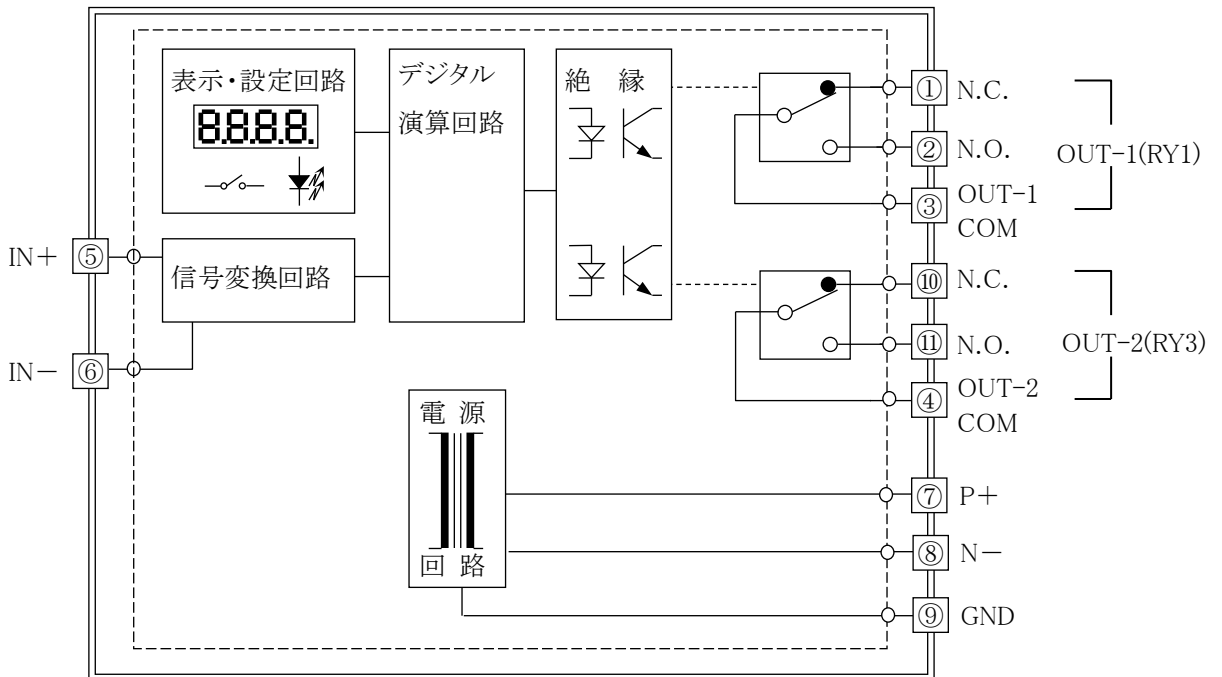 表示・設定回路
8.8.8.8.
デジタル
演算回路
絶 縁
信号変換回路
電 源
回 路
IN+ ⑤
IN− ⑥
① N.C.
② N.O.
③ OUT-1
COM
OUT-1(RY1)
⑩ N.C.
⑪ N.O.
④ OUT-2
COM
OUT-2(RY3)
⑦ P+
⑧ N−
⑨ GND